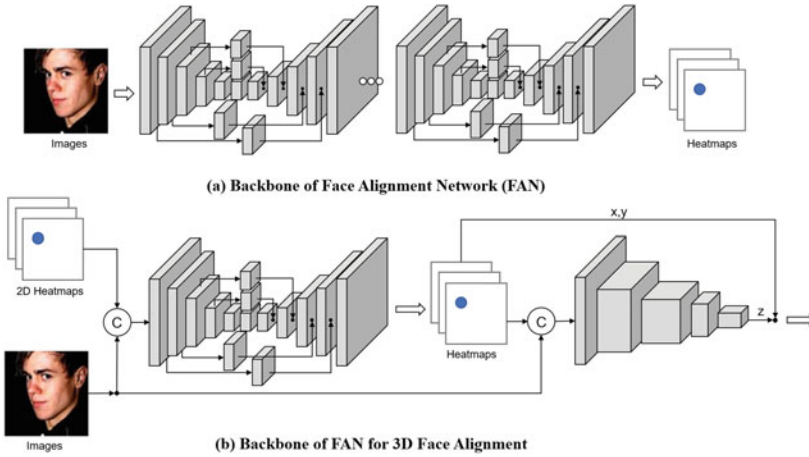 Images
Heatmaps
(a) Backbone of Face Alignment Network (FAN)
x,y
2D Heatmaps
C
C
z
Heatmaps
Images
(b) Backbone of FAN for 3D Face Alignment